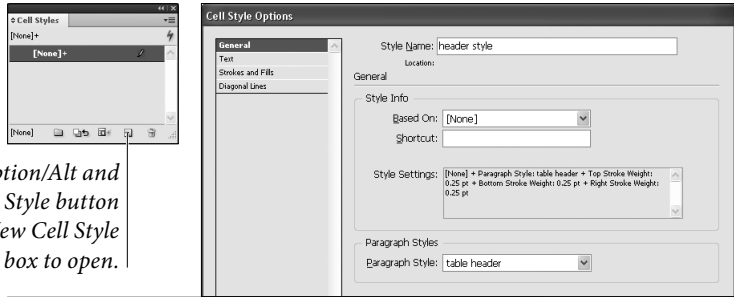 Cell Styles
[None]+
[None]+
[None]
ption/Alt and
Style button
New Cell Style
box to open.
Cell Style Options
General
Text
Strokes and Fills
Diagonal Lines
Style Name: header style
Location:
General
Style Info
Based On: [None]
Shortcut:
Style Settings: [None] + Paragraph Style: table header + Top Stroke Weight:
0.25 pt + Bottom Stroke Weight: 0.25 pt + Right Stroke Weight:
0.25 pt
Paragraph Styles
Paragraph Style: table header